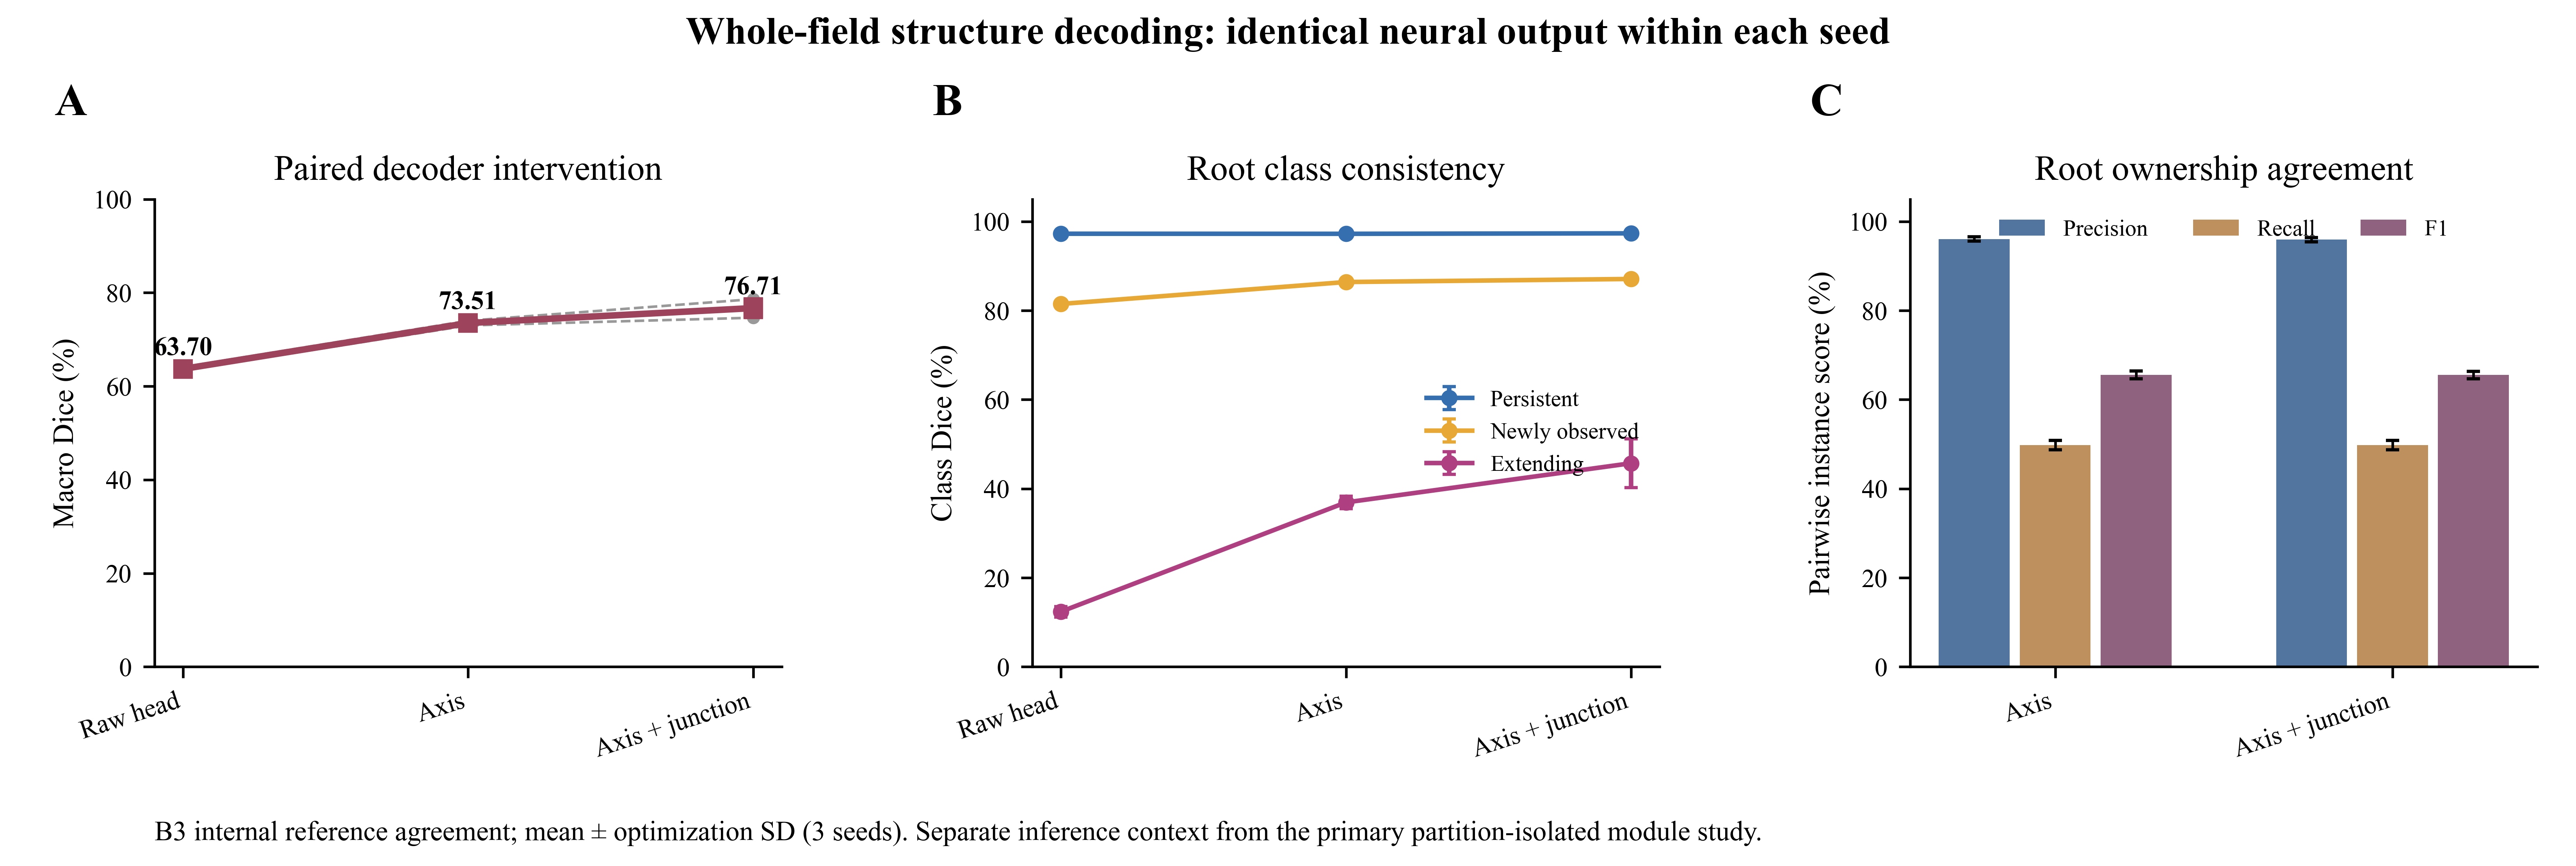 Whole-field structure decoding: identical neural output within each seed
A
Paired decoder intervention
Macro Dice (%)
100
80
60
40
20
0
63.70
73.51
76.71
Raw head
Axis
Axis + junction
B
Root class consistency
Class Dice (%)
100
80
60
40
20
0
Persistent
Newly observed
Extending
Raw head
Axis
Axis + junction
C
Root ownership agreement
Pairwise instance score (%)
100
80
60
40
20
0
Precision
Recall
F1
Axis
Axis + junction
B3 internal reference agreement; mean ± optimization SD (3 seeds). Separate inference context from the primary partition-isolated module study.